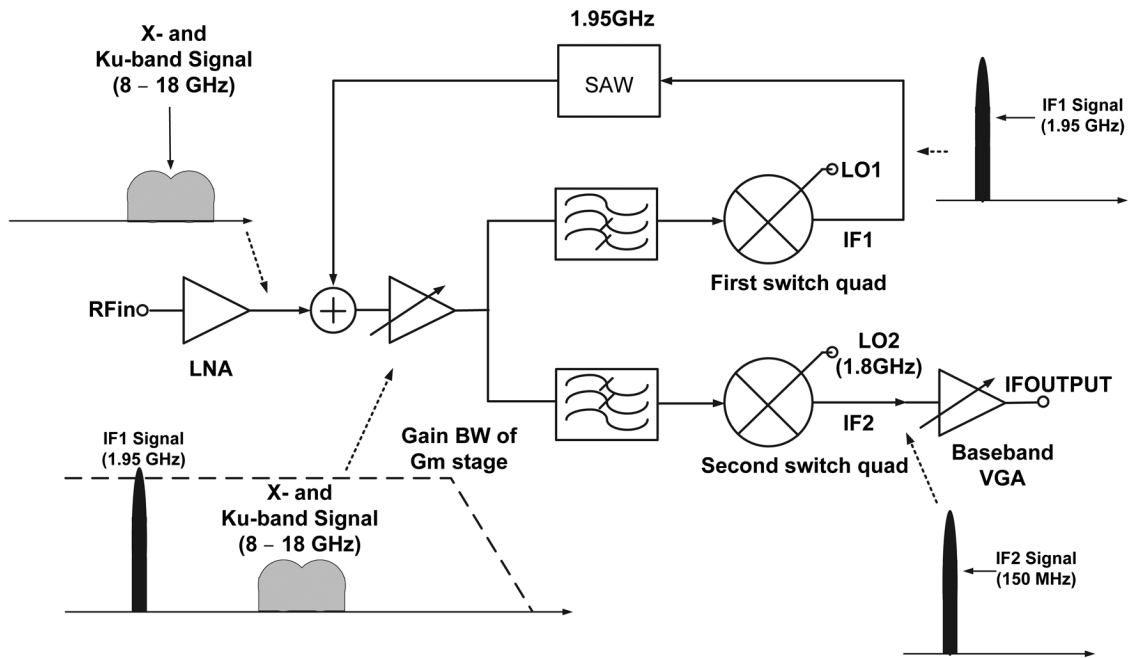 1.95GHz
X- and
Ku-band Signal
(8 – 18 GHz)
SAW
IF1 Signal
(1.95 GHz)
LO1
IF1
First switch quad
RFin
LNA
LO2
(1.8GHz)
IFOUTPUT
IF2
Second switch quad
Baseband
VGA
Gain BW of
Gm stage
IF1 Signal
(1.95 GHz)
X- and
Ku-band Signal
(8 – 18 GHz)
IF2 Signal
(150 MHz)